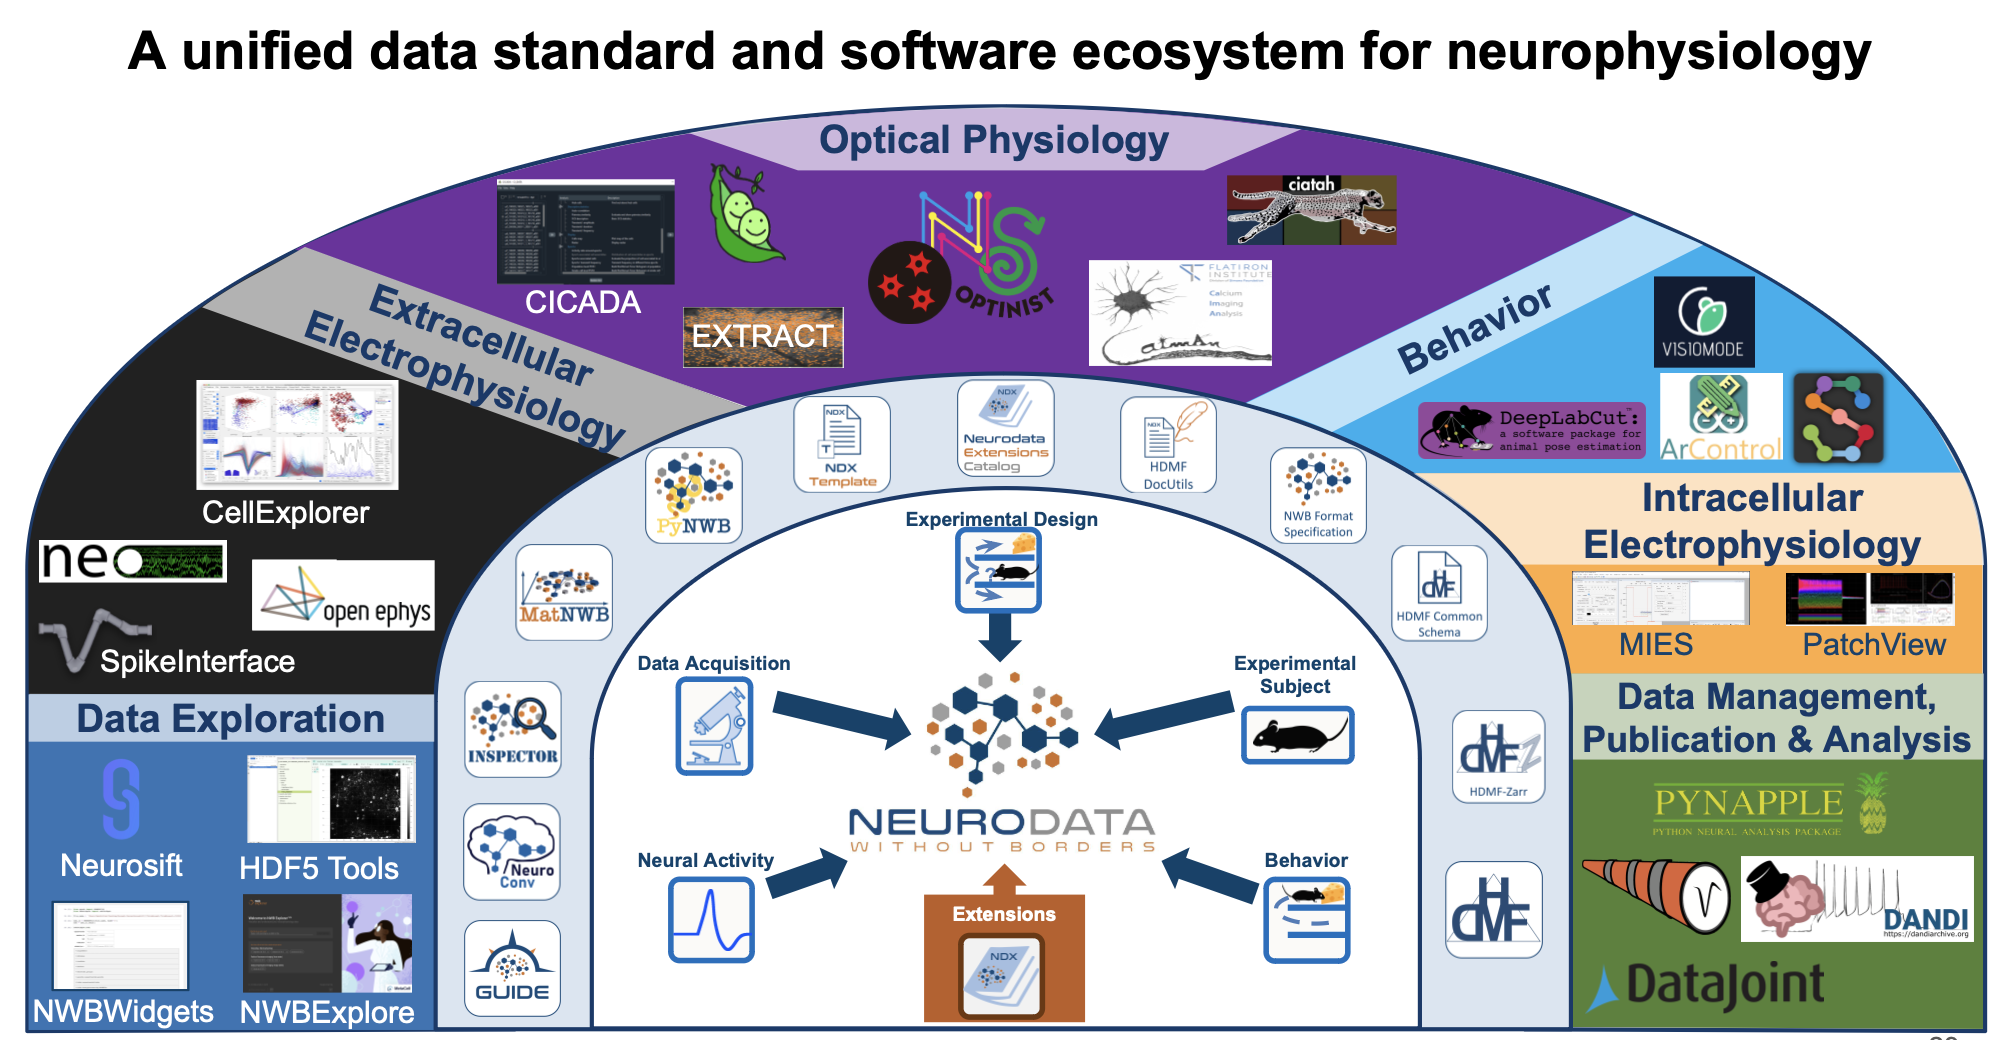 A unified data standard and software ecosystem for neurophysiology
Optical Physiology
CICADA
EXTRACT
OPTINIST
ciatah
FLATIRON
INSTITUTE
Calcium
Imaging
Analysis
CaImAn
Extracellular
Electrophysiology
CellExplorer
neo
open ephys
SpikeInterface
Behavior
VISIOMODE
DeepLabCut:
a software package for
animal pose estimation
ArControl
Intracellular
Electrophysiology
MIES
PatchView
Data Exploration
Neurosift
HDF5 Tools
NWBWidgets
NWBExplore
Data Management,
Publication & Analysis
PYNAPPLE
PYTHON NEURAL ANALYSIS PACKAGE
DANDI
https://dandiarchive.org
DataJoint
GUIDE
Neuro
Conv
INSPECTOR
MatNWB
PyNWB
NDX
T
NDX
Template
NDX
Neurodata
Extensions
Catalog
NDX
HDMF
DocUtils
NWB Format
Specification
HDMF
HDMF Common
Schema
HDMF Z
HDMF-Zarr
HDMF
Experimental Design
Data Acquisition
Experimental
Subject
NEURODATA
WITHOUT BORDERS
Neural Activity
Behavior
Extensions
NDX